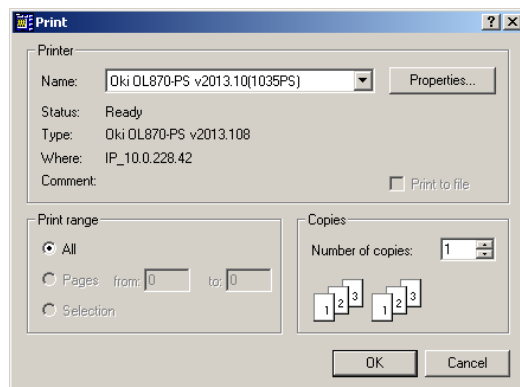 Print
Printer
Name: Oki OL870-PS v2013.10(1035PS) Properties...
Status: Ready
Type: Oki OL870-PS v2013.108
Where: IP_10.0.228.42
Comment: Print to file
Print range
All
Pages from: 0 to: 0
Selection
Copies
Number of copies: 1
1 2 3 1 2 3
OK Cancel